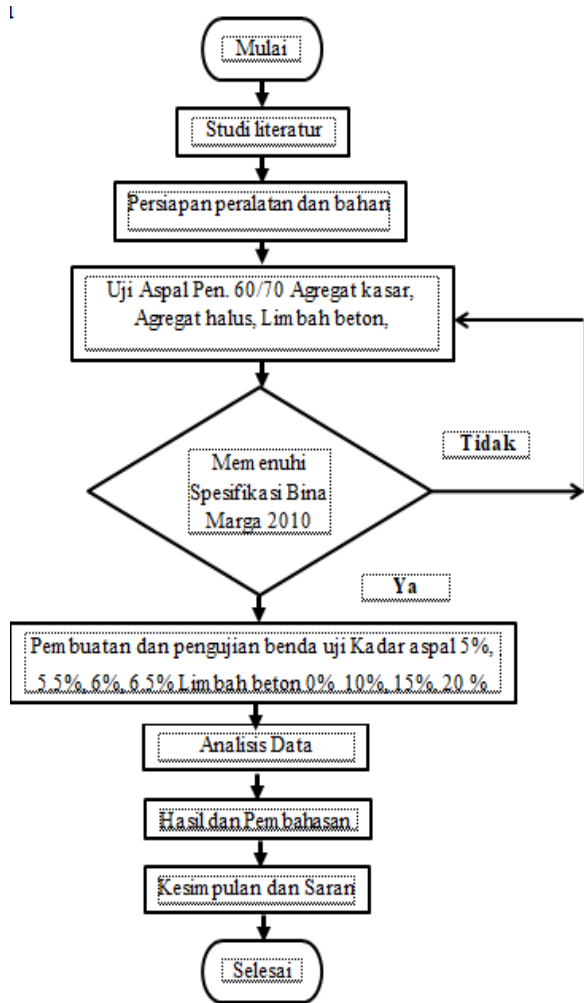 Mulai
Studi literatur
Persiapan peralatan dan bahan
Uji Aspal Pen. 60/70 Agregat kasar,
Agregat halus, Limbah beton,
Memenuhi
Spesifikasi Bina
Marga 2010
Tidak
Ya
Pembuatan dan pengujian benda uji Kadar aspal 5%,
5.5%, 6%, 6.5% Limbah beton 0% 10%, 15%, 20 %
Analisis Data
Hasil dan Pembahasan
Kesimpulan dan Saran
Selesai